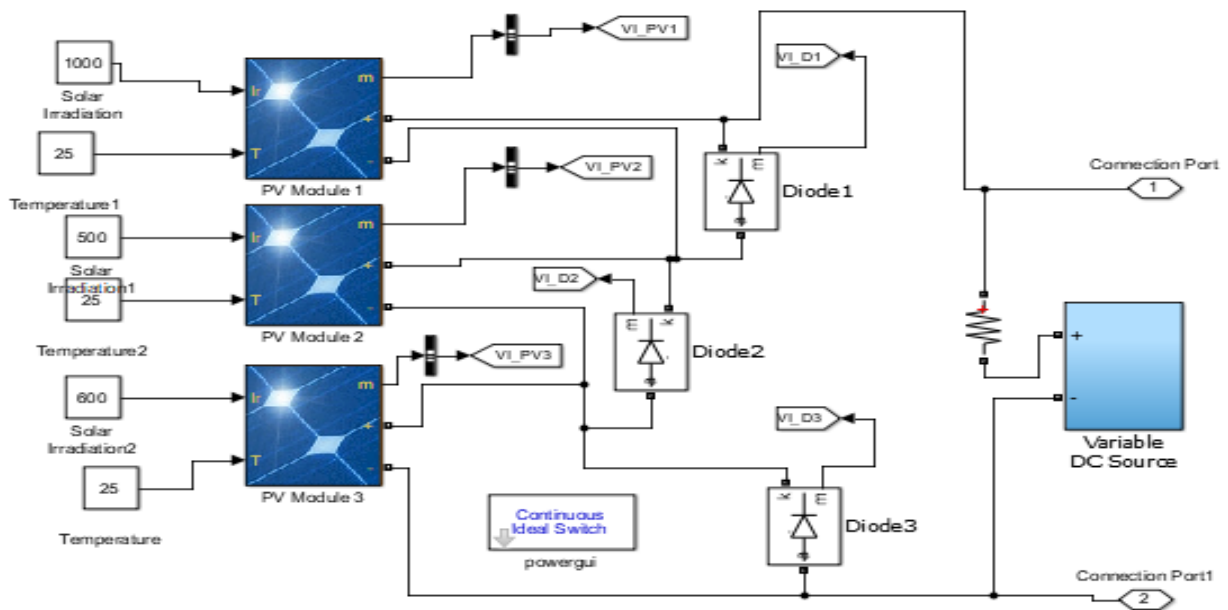 VI_PV1
1000
Solar
Irradiation
Ir
m
+
T
-
PV Module 1
25
Temperature1
VI_D1
k
m
a
Diode1
Connection Port
1
VI_PV2
500
Solar
Irradiation1
Ir
m
+
T
-
PV Module 2
25
Temperature2
VI_D2
m
k
a
Diode2
VI_PV3
600
Solar
Irradiation2
Ir
m
+
T
-
PV Module 3
25
Temperature
+
-
Variable
DC Source
VI_D3
k
m
a
Diode3
Continuous
Ideal Switch
powergui
Connection Port1
2